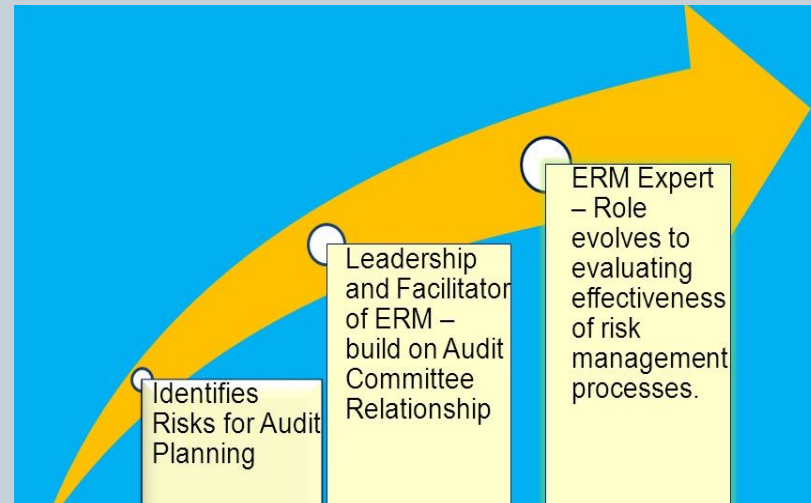 Identifies
Risks for Audit
Planning
Leadership
and Facilitator
of ERM –
build on Audit
Committee
Relationship
ERM Expert
– Role
evolves to
evaluating
effectiveness
of risk
management
processes.